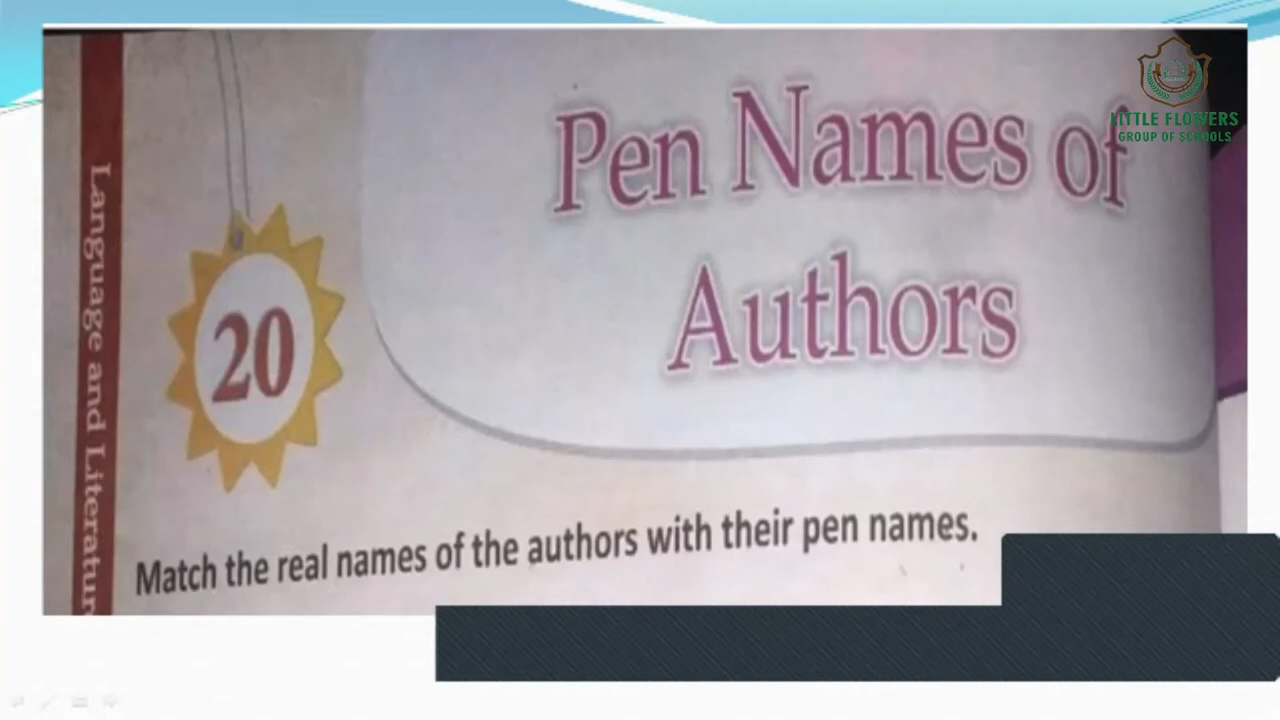 LITTLE FLOWERS
GROUP OF SCHOOLS
Pen Names of
Authors
20
Language and Literatur
Match the real names of the authors with their pen names.